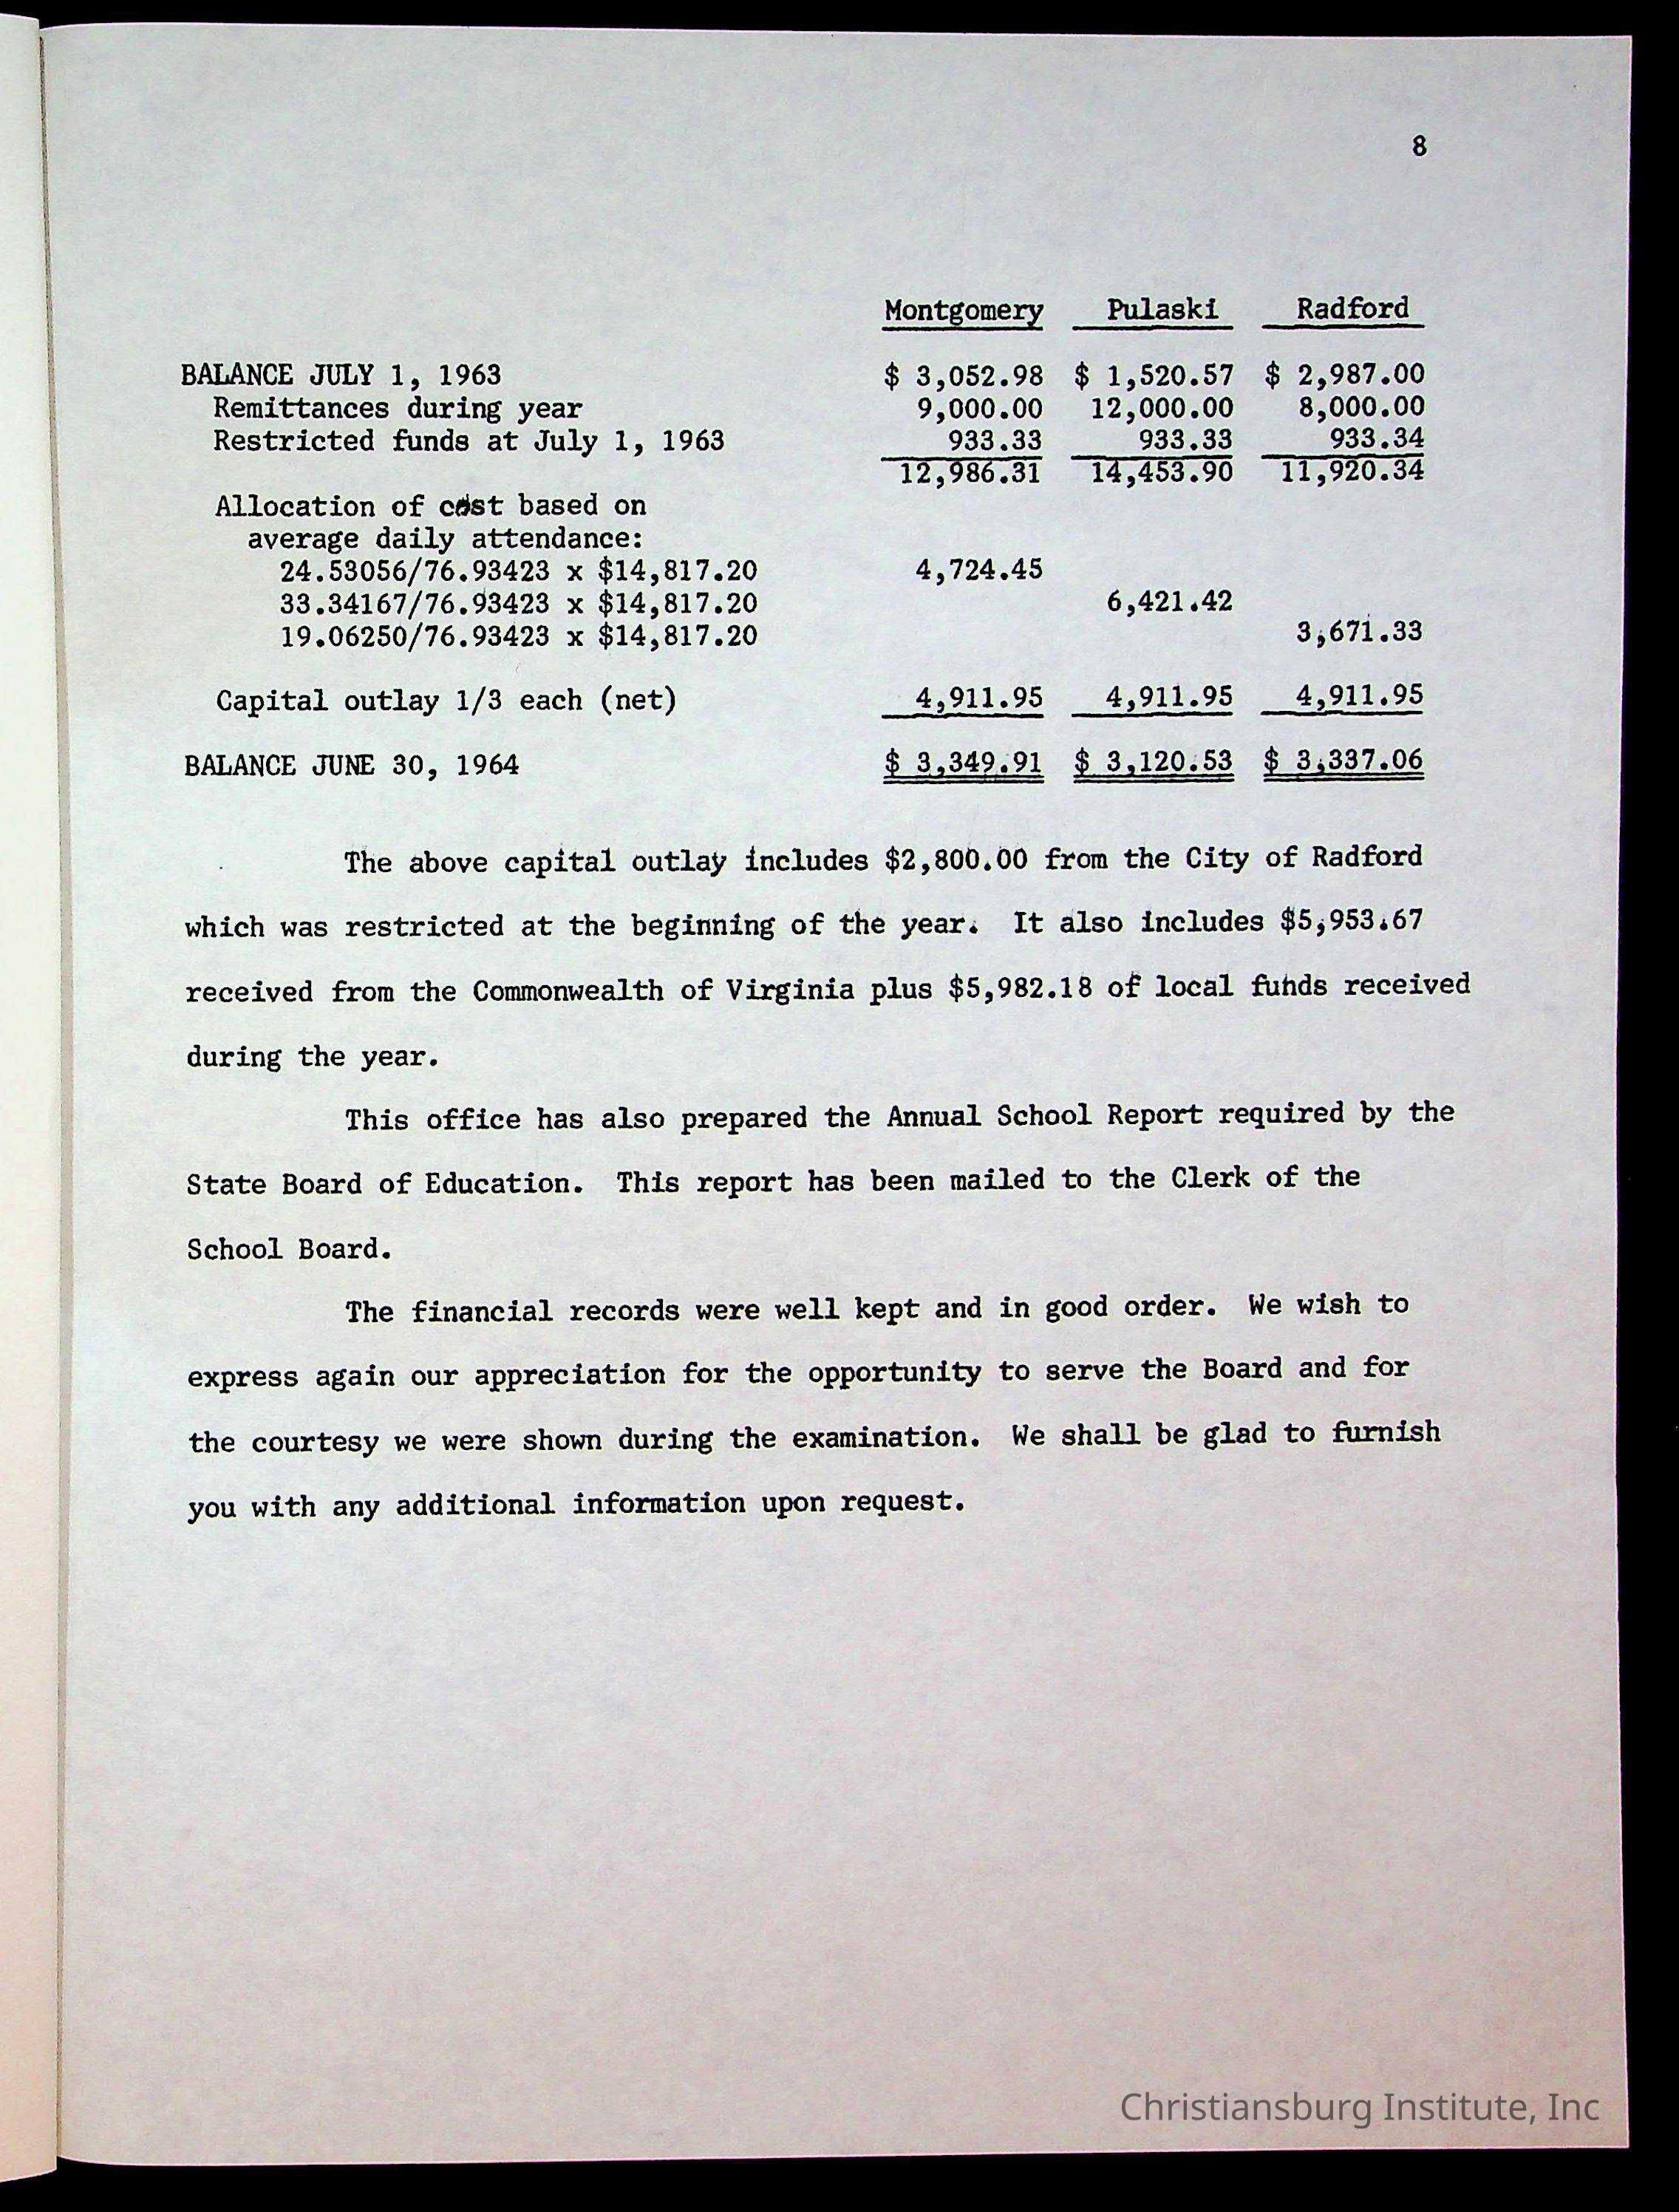 8
Montgomery Pulaski Radford
BALANCE JULY 1, 1963 $ 3,052.98 $ 1,520.57 $ 2,987.00
Remittances during year 9,000.00 12,000.00 8,000.00
Restricted funds at July 1, 1963 933.33 933.33 933.34
12,986.31 14,453.90 11,920.34
Allocation of cost based on
average daily attendance:
24.53056/76.93423 x $14,817.20 4,724.45
33.34167/76.93423 x $14,817.20 6,421.42
19.06250/76.93423 x $14,817.20 3,671.33
Capital outlay 1/3 each (net) 4,911.95 4,911.95 4,911.95
BALANCE JUNE 30, 1964 $ 3,349.91 $ 3,120.53 $ 3,337.06
The above capital outlay includes $2,800.00 from the City of Radford
which was restricted at the beginning of the year. It also includes $5,953.67
received from the Commonwealth of Virginia plus $5,982.18 of local funds received
during the year.
This office has also prepared the Annual School Report required by the
State Board of Education. This report has been mailed to the Clerk of the
School Board.
The financial records were well kept and in good order. We wish to
express again our appreciation for the opportunity to serve the Board and for
the courtesy we were shown during the examination. We shall be glad to furnish
you with any additional information upon request.
Christiansburg Institute, Inc